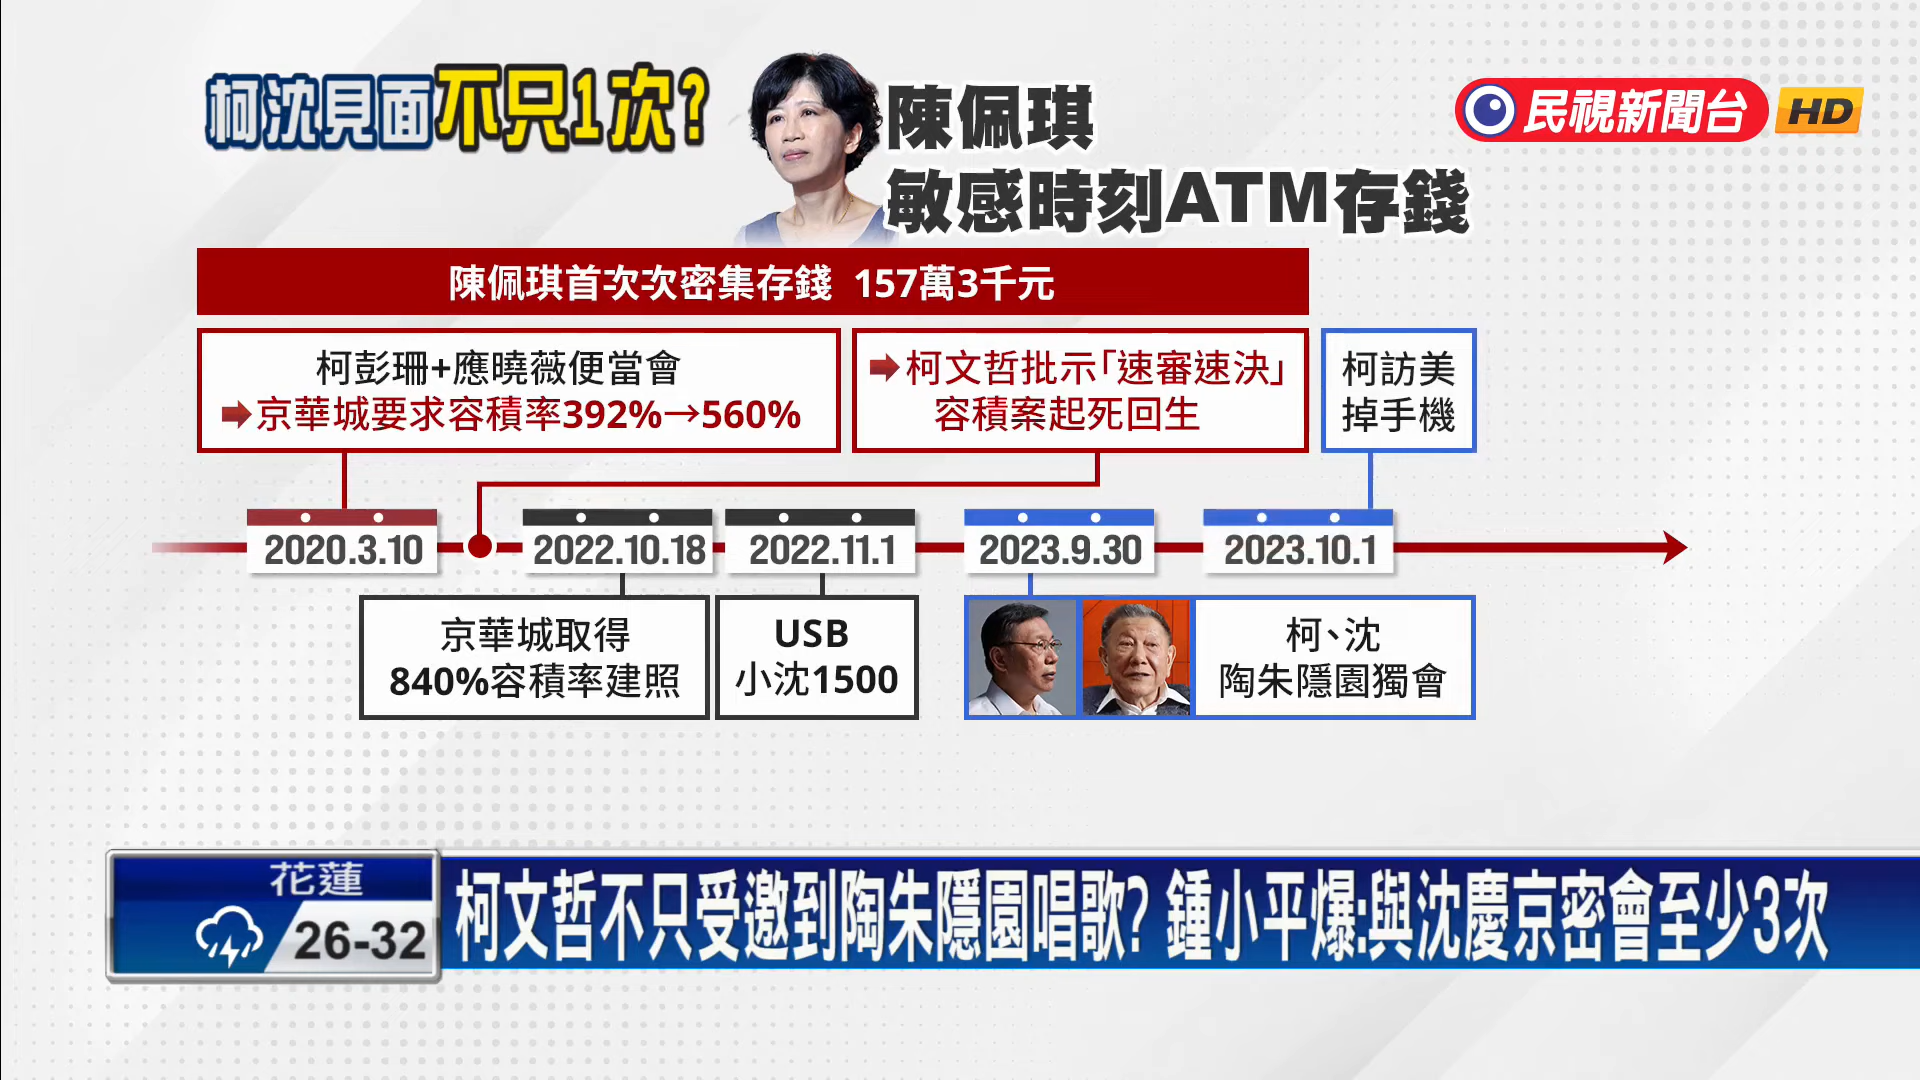 柯沈見面不只1次?
陳佩琪
敏感時刻ATM存錢
民視新聞台 HD
陳佩琪首次次密集存錢 157萬3千元
柯彭珊+應曉薇便當會
京華城要求容積率392%→560%
柯文哲批示「速審速決」
容積案起死回生
柯訪美
掉手機
2020.3.10
2022.10.18
2022.11.1
2023.9.30
2023.10.1
京華城取得
840%容積率建照
USB
小沈1500
柯、沈
陶朱隱園獨會
花蓮
26-32
柯文哲不只受邀到陶朱隱園唱歌? 鍾小平爆:與沈慶京密會至少3次